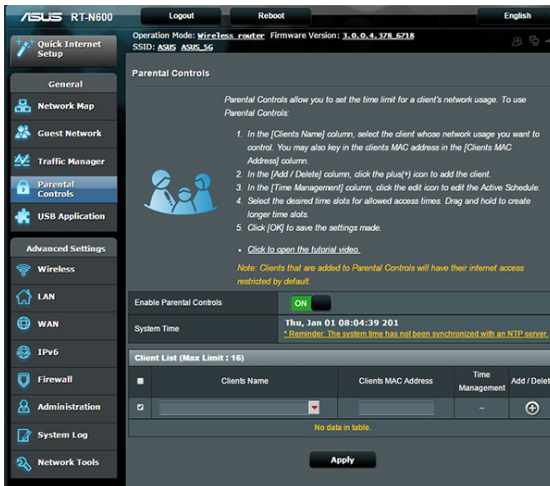 ASUS RT-N600
Logout
Reboot
English
Quick Internet
Setup
Operation Mode: Wireless router Firmware Version: 3.0.0.4.378_6718
SSID: ASUS ASUS_5G
General
Network Map
Guest Network
Traffic Manager
Parental
Controls
USB Application
Advanced Settings
Wireless
LAN
WAN
IPv6
Firewall
Administration
System Log
Network Tools
Parental Controls
Parental Controls allow you to set the time limit for a client's network usage. To use
Parental Controls:
1. In the [Clients Name] column, select the client whose network usage you want to
control. You may also key in the clients MAC address in the [Clients MAC
Address] column.
2. In the [Add / Delete] column, click the plus(+) icon to add the client.
3. In the [Time Management] column, click the edit icon to edit the Active Schedule.
4. Select the desired time slots for allowed access times. Drag and hold to create
longer time slots.
5. Click [OK] to save the settings made.
• Click to open the tutorial video.
Note: Clients that are added to Parental Controls will have their internet access
restricted by default.
Enable Parental Controls
ON
System Time
Thu, Jan 01 08:04:39 201
* Reminder: The system time has not been synchronized with an NTP server.
Client List (Max Limit : 16)
Clients Name
Clients MAC Address
Time
Management
Add / Delet
–
No data in table.
Apply